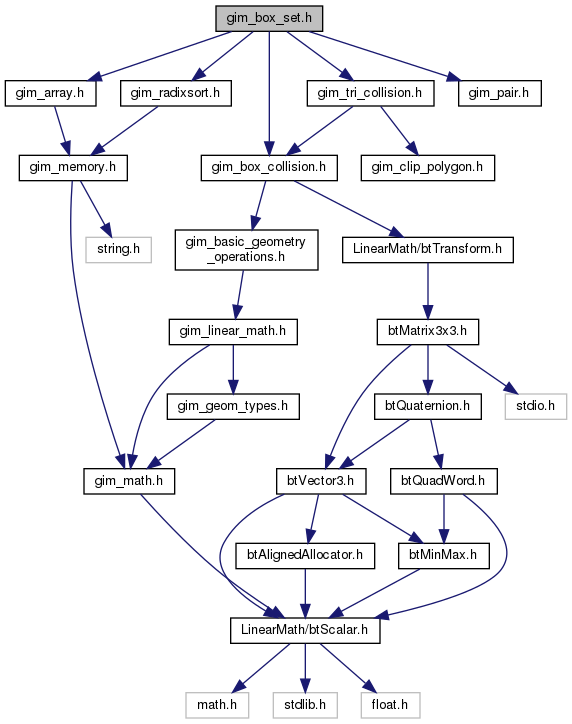 gim_box_set.h
gim_array.h
gim_radixsort.h
gim_tri_collision.h
gim_pair.h
gim_memory.h
gim_box_collision.h
gim_clip_polygon.h
string.h
gim_basic_geometry
_operations.h
LinearMath/btTransform.h
gim_linear_math.h
btMatrix3x3.h
gim_geom_types.h
btQuaternion.h
stdio.h
gim_math.h
btVector3.h
btQuadWord.h
btAlignedAllocator.h
btMinMax.h
LinearMath/btScalar.h
math.h
stdlib.h
float.h